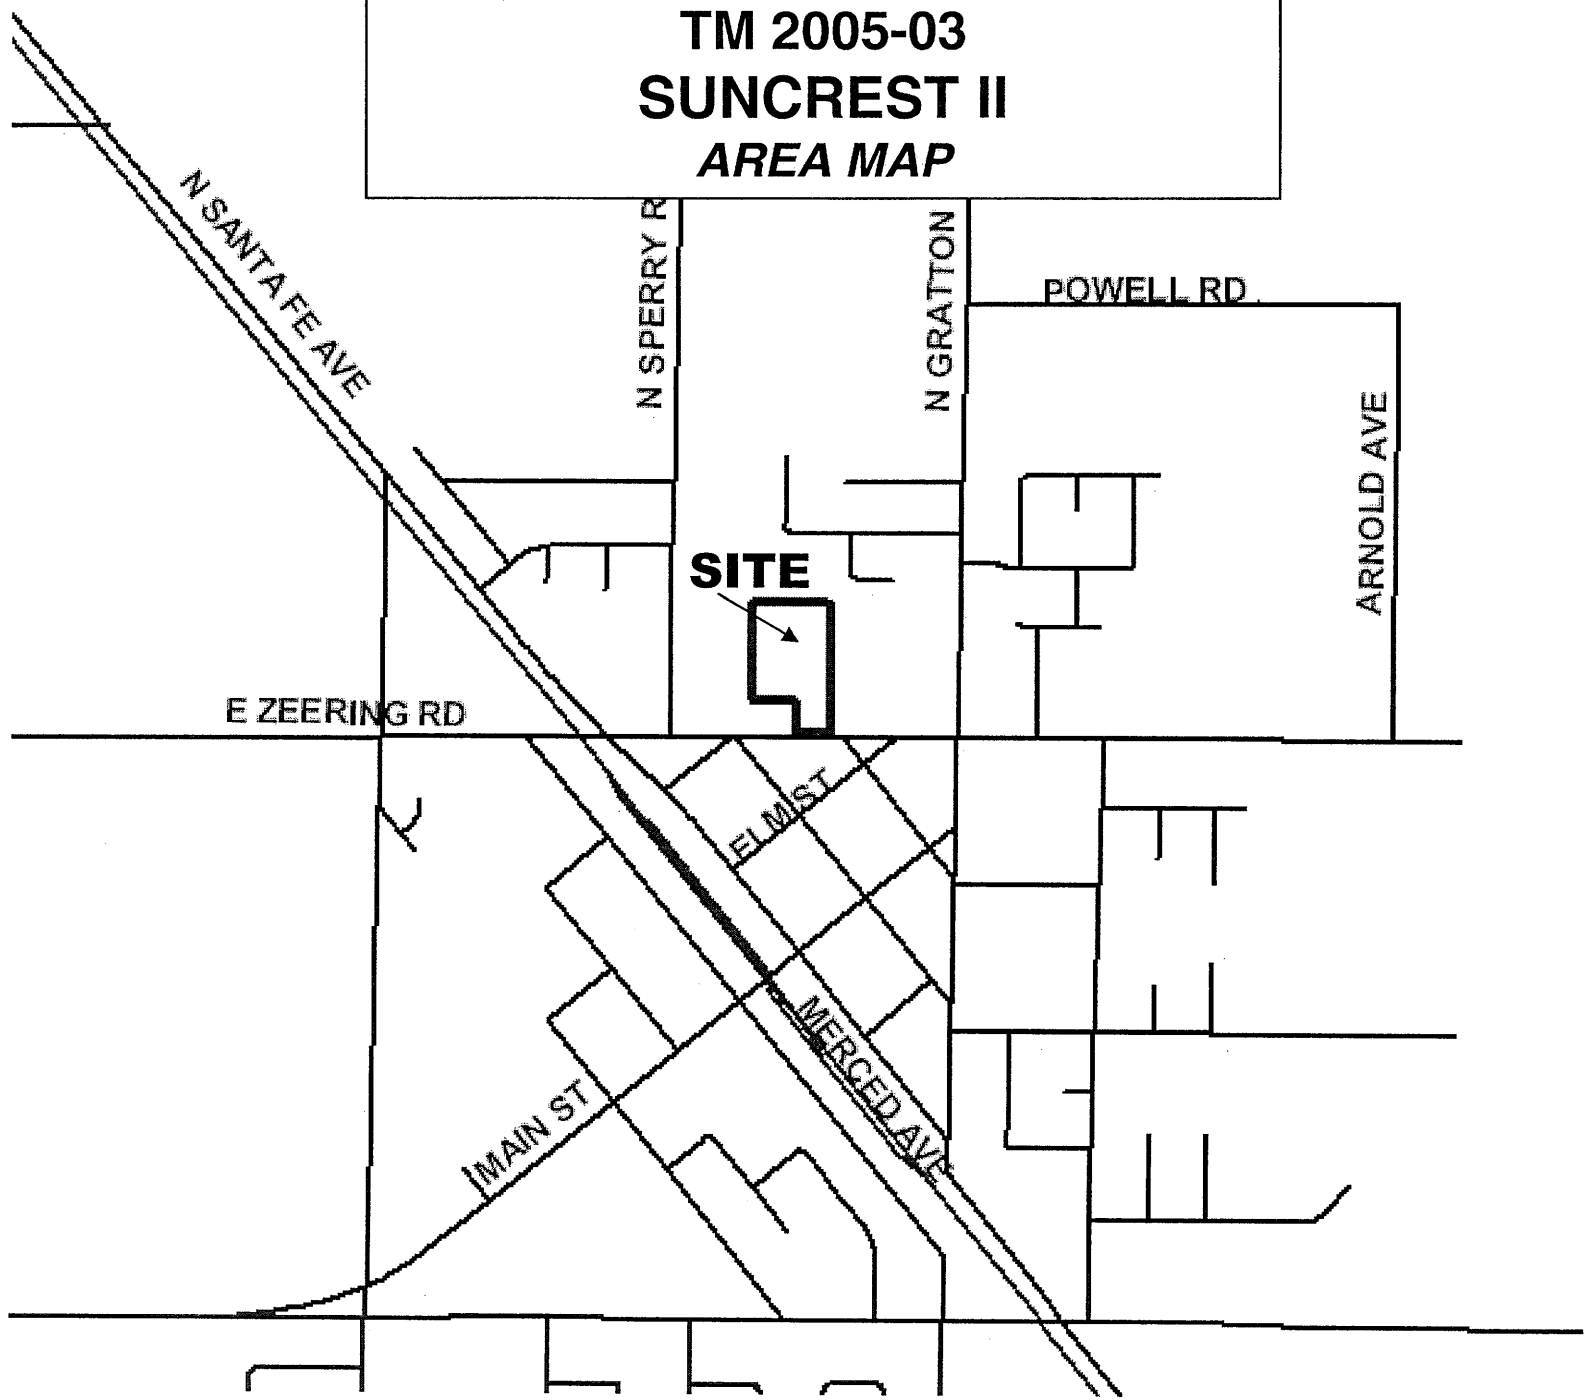 TM 2005-03
SUNCREST II
AREA MAP
N SANTA FE AVE
N SPERRY R
N GRATTON
POWELL RD
ARNOLD AVE
SITE
E ZEERING RD
ELM ST
MERCED AVE
MAIN ST